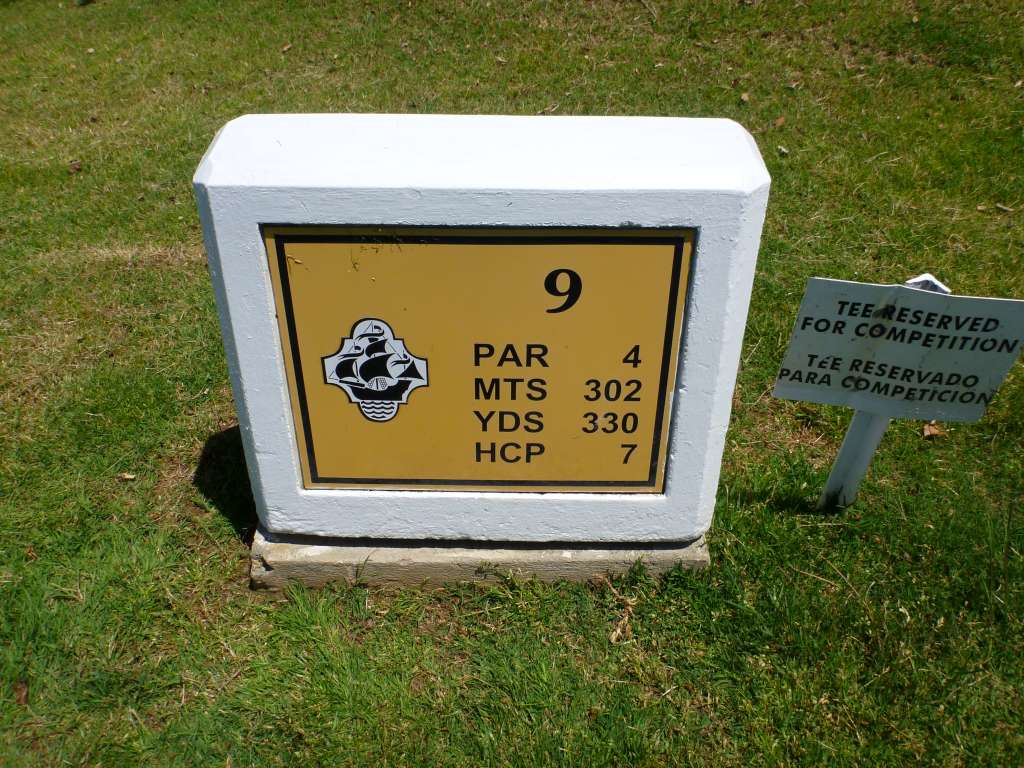 9
PAR 4
MTS 302
YDS 330
HCP 7
TEE RESERVED
FOR COMPETITION
TEE RESERVADO
PARA COMPETICION